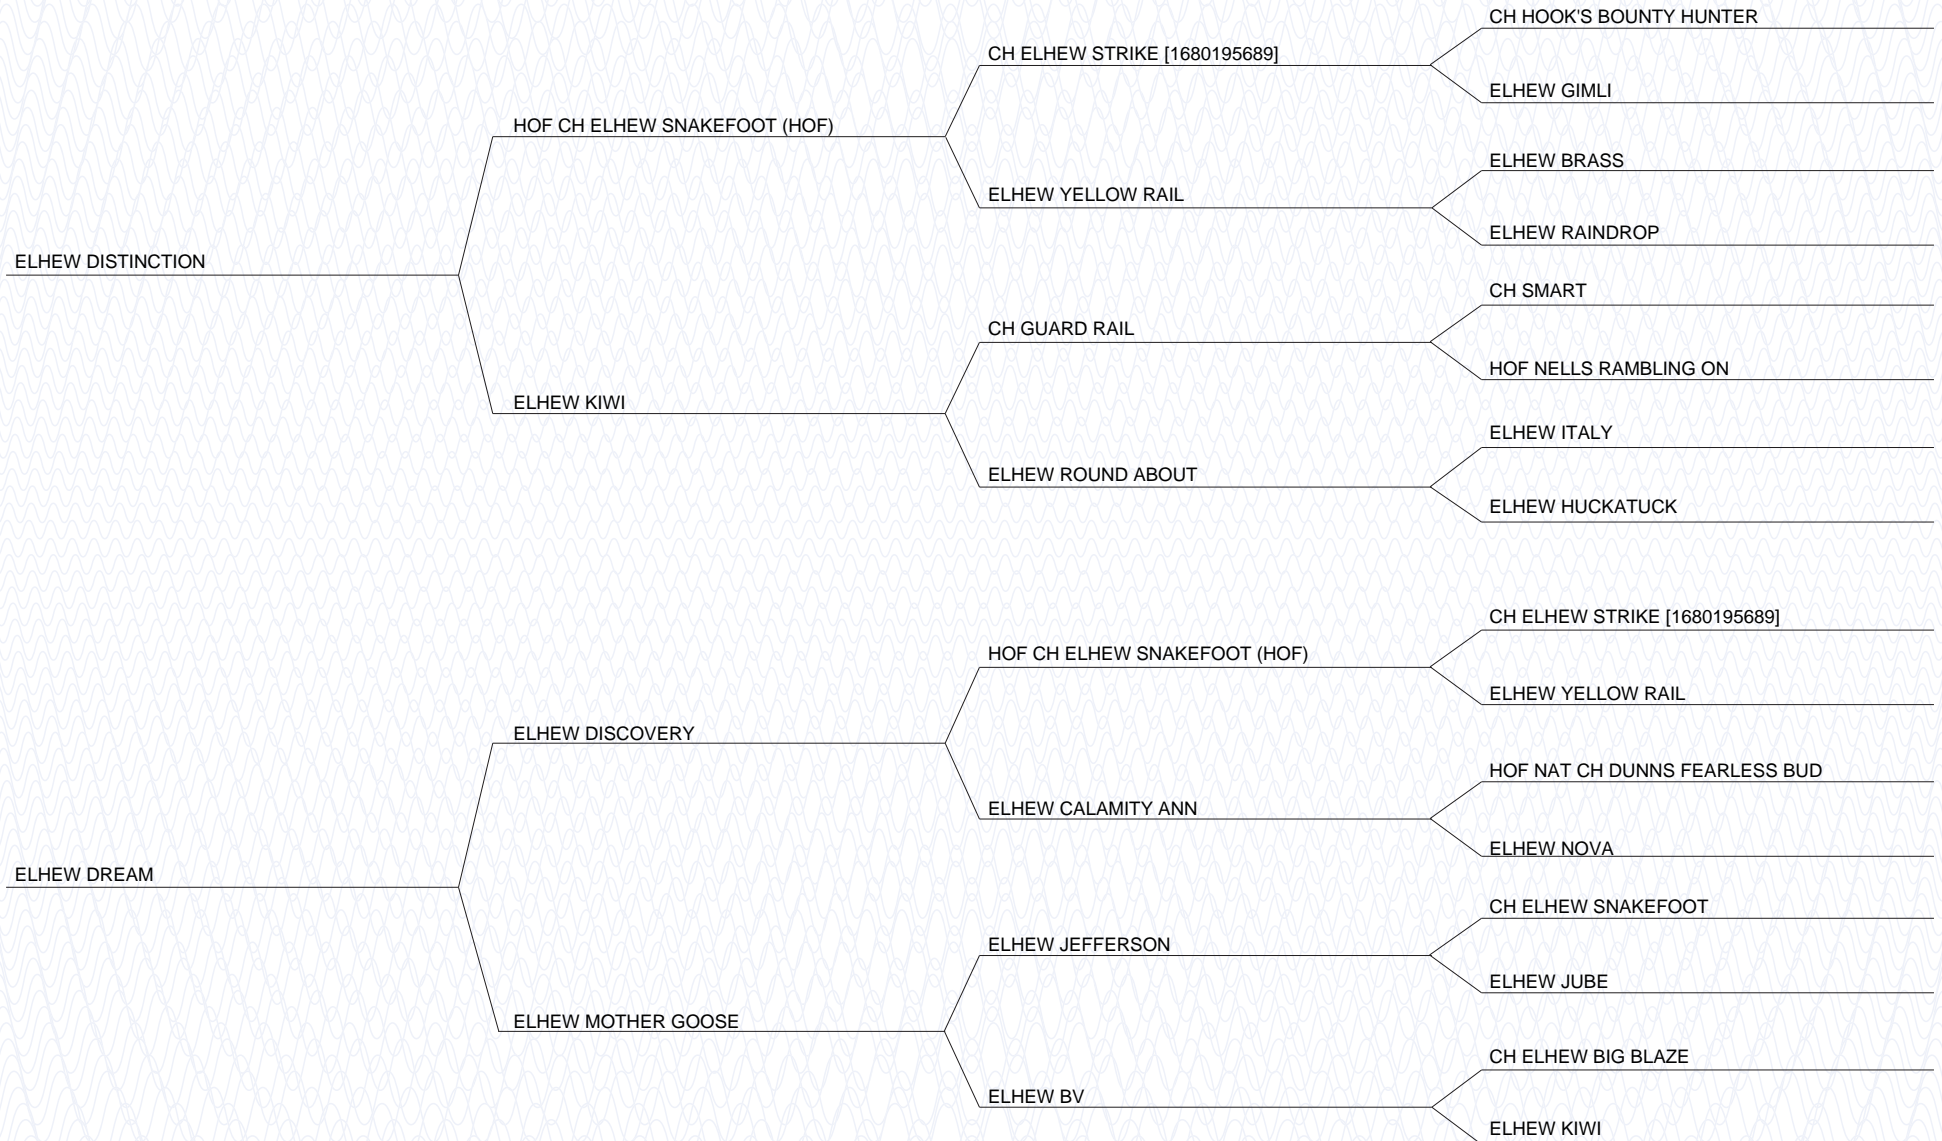 CH HOOK'S BOUNTY HUNTER
CH ELHEW STRIKE [1680195689]
ELHEW GIMLI
HOF CH ELHEW SNAKEFOOT (HOF)
ELHEW BRASS
ELHEW YELLOW RAIL
ELHEW RAINDROP
ELHEW DISTINCTION
CH SMART
CH GUARD RAIL
HOF NELLS RAMBLING ON
ELHEW KIWI
ELHEW ITALY
ELHEW ROUND ABOUT
ELHEW HUCKATUCK
CH ELHEW STRIKE [1680195689]
HOF CH ELHEW SNAKEFOOT (HOF)
ELHEW YELLOW RAIL
ELHEW DISCOVERY
HOF NAT CH DUNNS FEARLESS BUD
ELHEW CALAMITY ANN
ELHEW NOVA
ELHEW DREAM
CH ELHEW SNAKEFOOT
ELHEW JEFFERSON
ELHEW JUBE
ELHEW MOTHER GOOSE
CH ELHEW BIG BLAZE
ELHEW BV
ELHEW KIWI